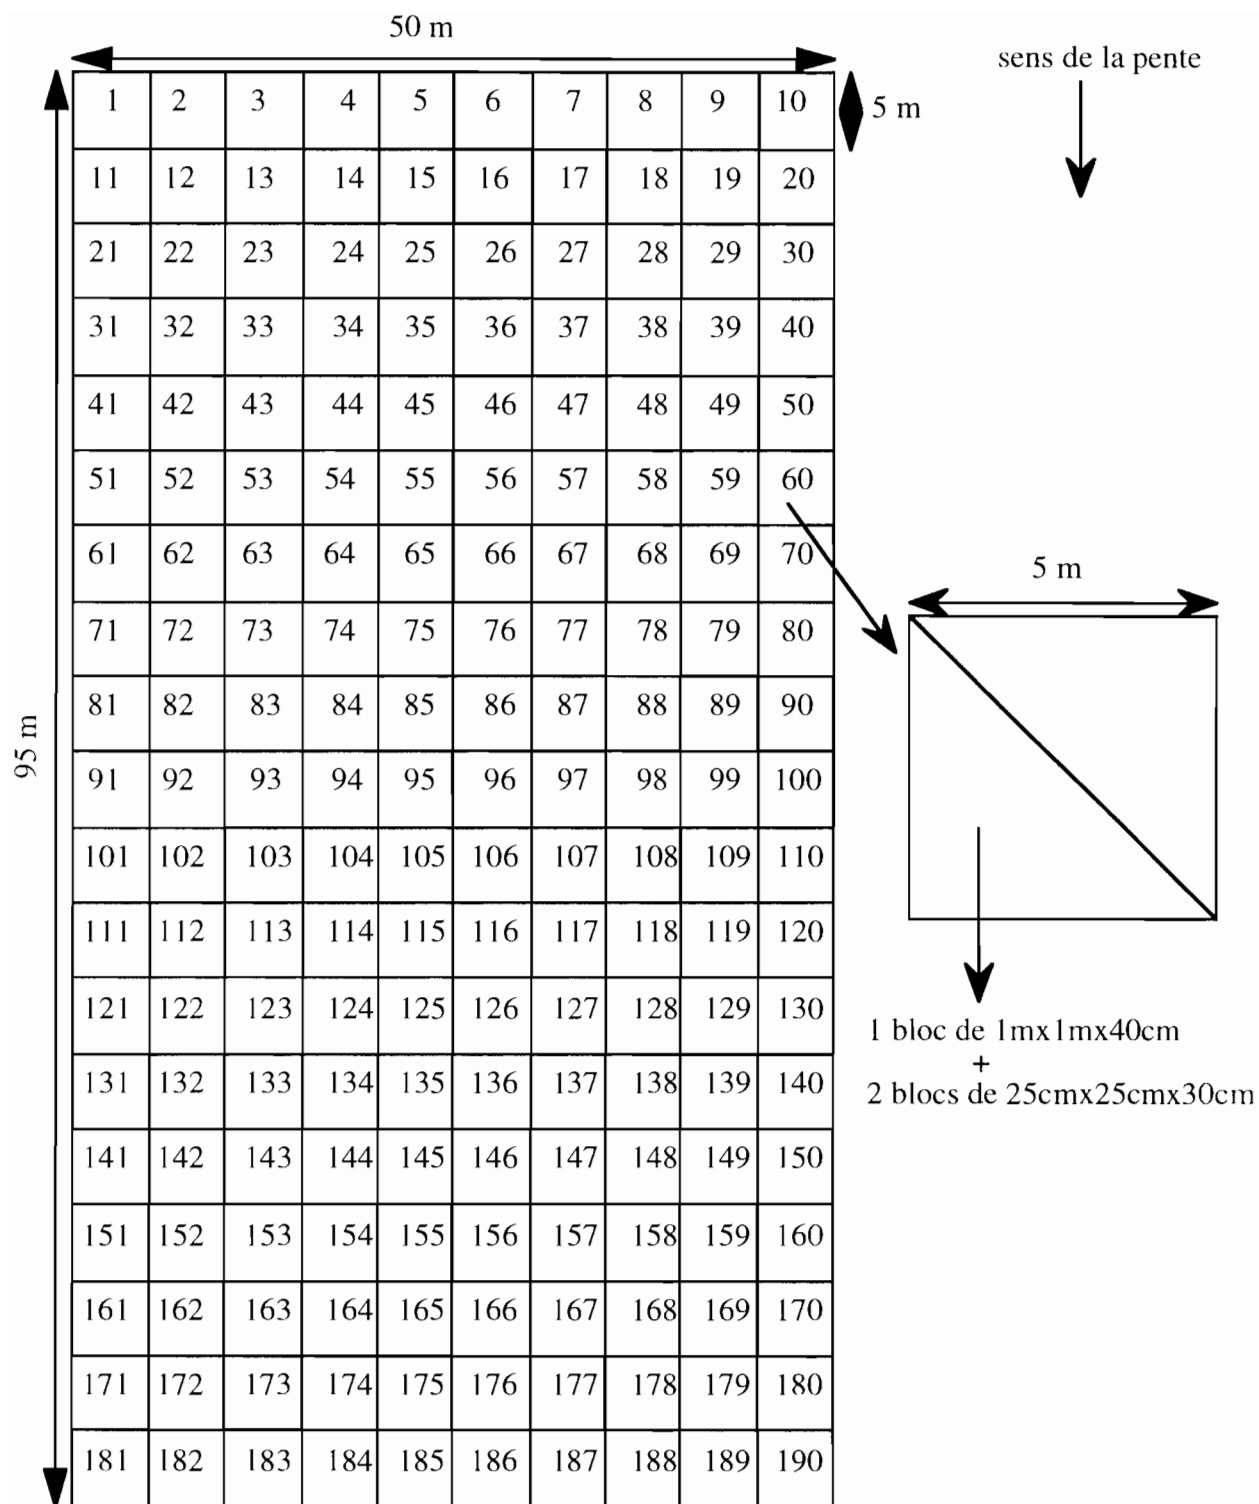 50 m
sens de la pente
5 m
1 2 3 4 5 6 7 8 9 10
11 12 13 14 15 16 17 18 19 20
21 22 23 24 25 26 27 28 29 30
31 32 33 34 35 36 37 38 39 40
41 42 43 44 45 46 47 48 49 50
51 52 53 54 55 56 57 58 59 60
61 62 63 64 65 66 67 68 69 70
71 72 73 74 75 76 77 78 79 80
81 82 83 84 85 86 87 88 89 90
91 92 93 94 95 96 97 98 99 100
101 102 103 104 105 106 107 108 109 110
111 112 113 114 115 116 117 118 119 120
121 122 123 124 125 126 127 128 129 130
131 132 133 134 135 136 137 138 139 140
141 142 143 144 145 146 147 148 149 150
151 152 153 154 155 156 157 158 159 160
161 162 163 164 165 166 167 168 169 170
171 172 173 174 175 176 177 178 179 180
181 182 183 184 185 186 187 188 189 190
95 m
5 m
1 bloc de 1mx1mx40cm
+
2 blocs de 25cmx25cmx30cm